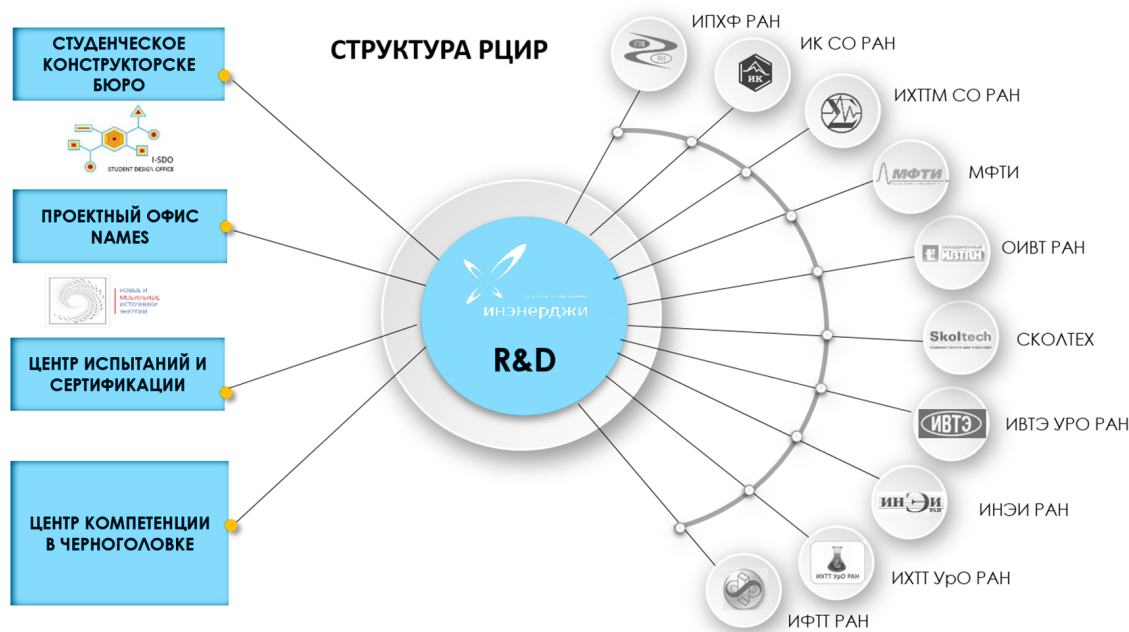 СТРУКТУРА РЦИР
СТУДЕНЧЕСКОЕ
КОНСТРУКТОРСКЕ
БЮРО
I-SDO
STUDENT DESIGN OFFICE
ПРОЕКТНЫЙ ОФИС
NAMES
НОВЫЕ И
МОБИЛЬНЫЕ
ИСТОЧНИКИ
ЭНЕРГИИ
ЦЕНТР ИСПЫТАНИЙ И
СЕРТИФИКАЦИИ
ЦЕНТР КОМПЕТЕНЦИИ
В ЧЕРНОГОЛОВКЕ
инэнерджи
R&D
ИПХФ РАН
ИК
ИК СО РАН
ИХТТМ СО РАН
МФТИ
МФТИ
ОИВТ РАН
Skoltech
СКОЛТЕХ
ИВТЭ
ИВТЭ УРО РАН
ИНЭИ
РАН
ИНЭИ РАН
ИХТТ УрО РАН
ИХТТ УрО РАН
ИФТТ РАН